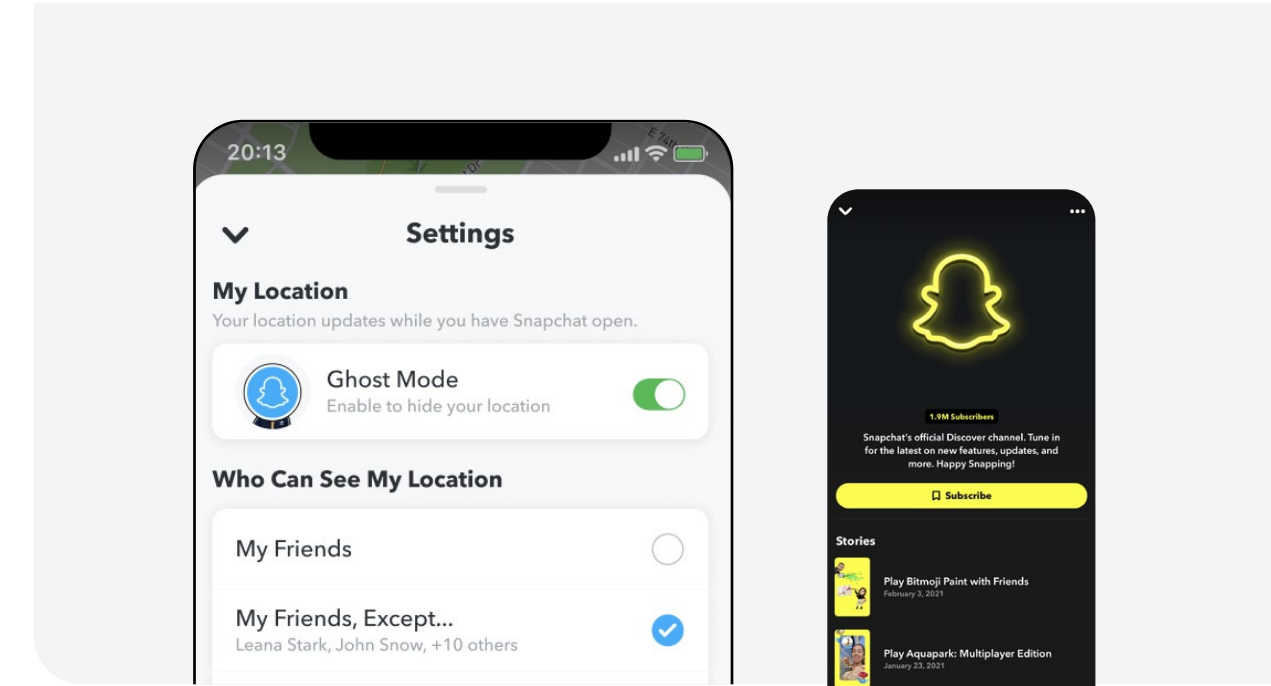 20:13
E 74th
Dr
Settings
My Location
Your location updates while you have Snapchat open.
Ghost Mode
Enable to hide your location
Who Can See My Location
My Friends
My Friends, Except...
Leana Stark, John Snow, +10 others
1.9M Subscribers
Snapchat's official Discover channel. Tune in
for the latest on new features, updates, and
more. Happy Snapping!
Subscribe
Stories
Play Bitmoji Paint with Friends
February 3, 2021
Play Aquapark: Multiplayer Edition
January 23, 2021